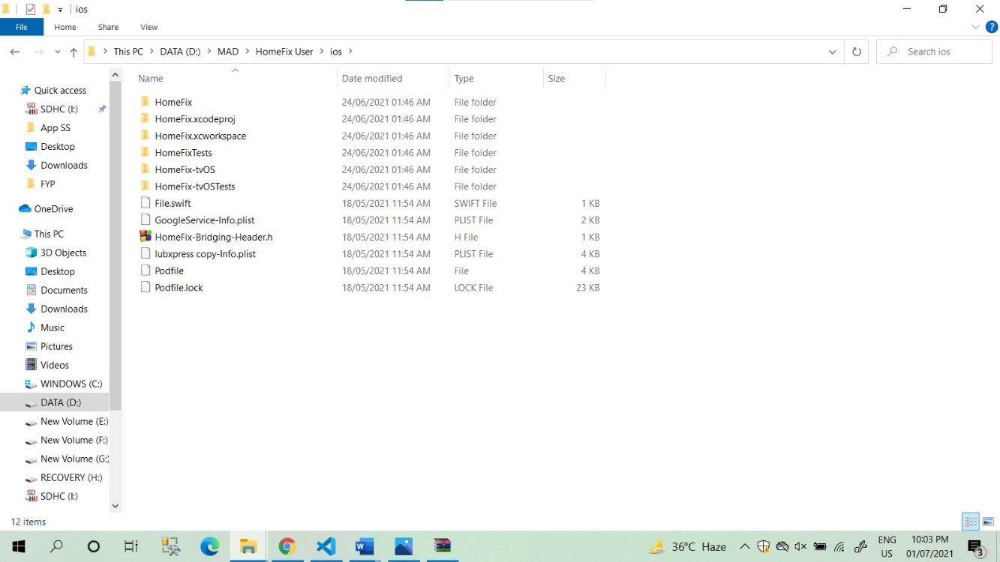 ios
File Home Share View
This PC DATA (D:) MAD HomeFix User ios Search ios
Name Date modified Type Size
Quick access
SDHC (I:)
App SS
Desktop
Downloads
FYP
OneDrive
This PC
3D Objects
Desktop
Documents
Downloads
Music
Pictures
Videos
WINDOWS (C:)
DATA (D:)
New Volume (E:)
New Volume (F:)
New Volume (G:)
RECOVERY (H:)
SDHC (I:)
HomeFix 24/06/2021 01:46 AM File folder
HomeFix.xcodeproj 24/06/2021 01:46 AM File folder
HomeFix.xcworkspace 24/06/2021 01:46 AM File folder
HomeFixTests 24/06/2021 01:46 AM File folder
HomeFix-tvOS 24/06/2021 01:46 AM File folder
HomeFix-tvOSTests 24/06/2021 01:46 AM File folder
File.swift 18/05/2021 11:54 AM SWIFT File 1 KB
GoogleService-Info.plist 18/05/2021 11:54 AM PLIST File 2 KB
HomeFix-Bridging-Header.h 18/05/2021 11:54 AM H File 1 KB
lubxpress copy-Info.plist 18/05/2021 11:54 AM PLIST File 4 KB
Podfile 18/05/2021 11:54 AM File 4 KB
Podfile.lock 18/05/2021 11:54 AM LOCK File 23 KB
12 items
36°C Haze
ENG
US
10:03 PM
01/07/2021
3